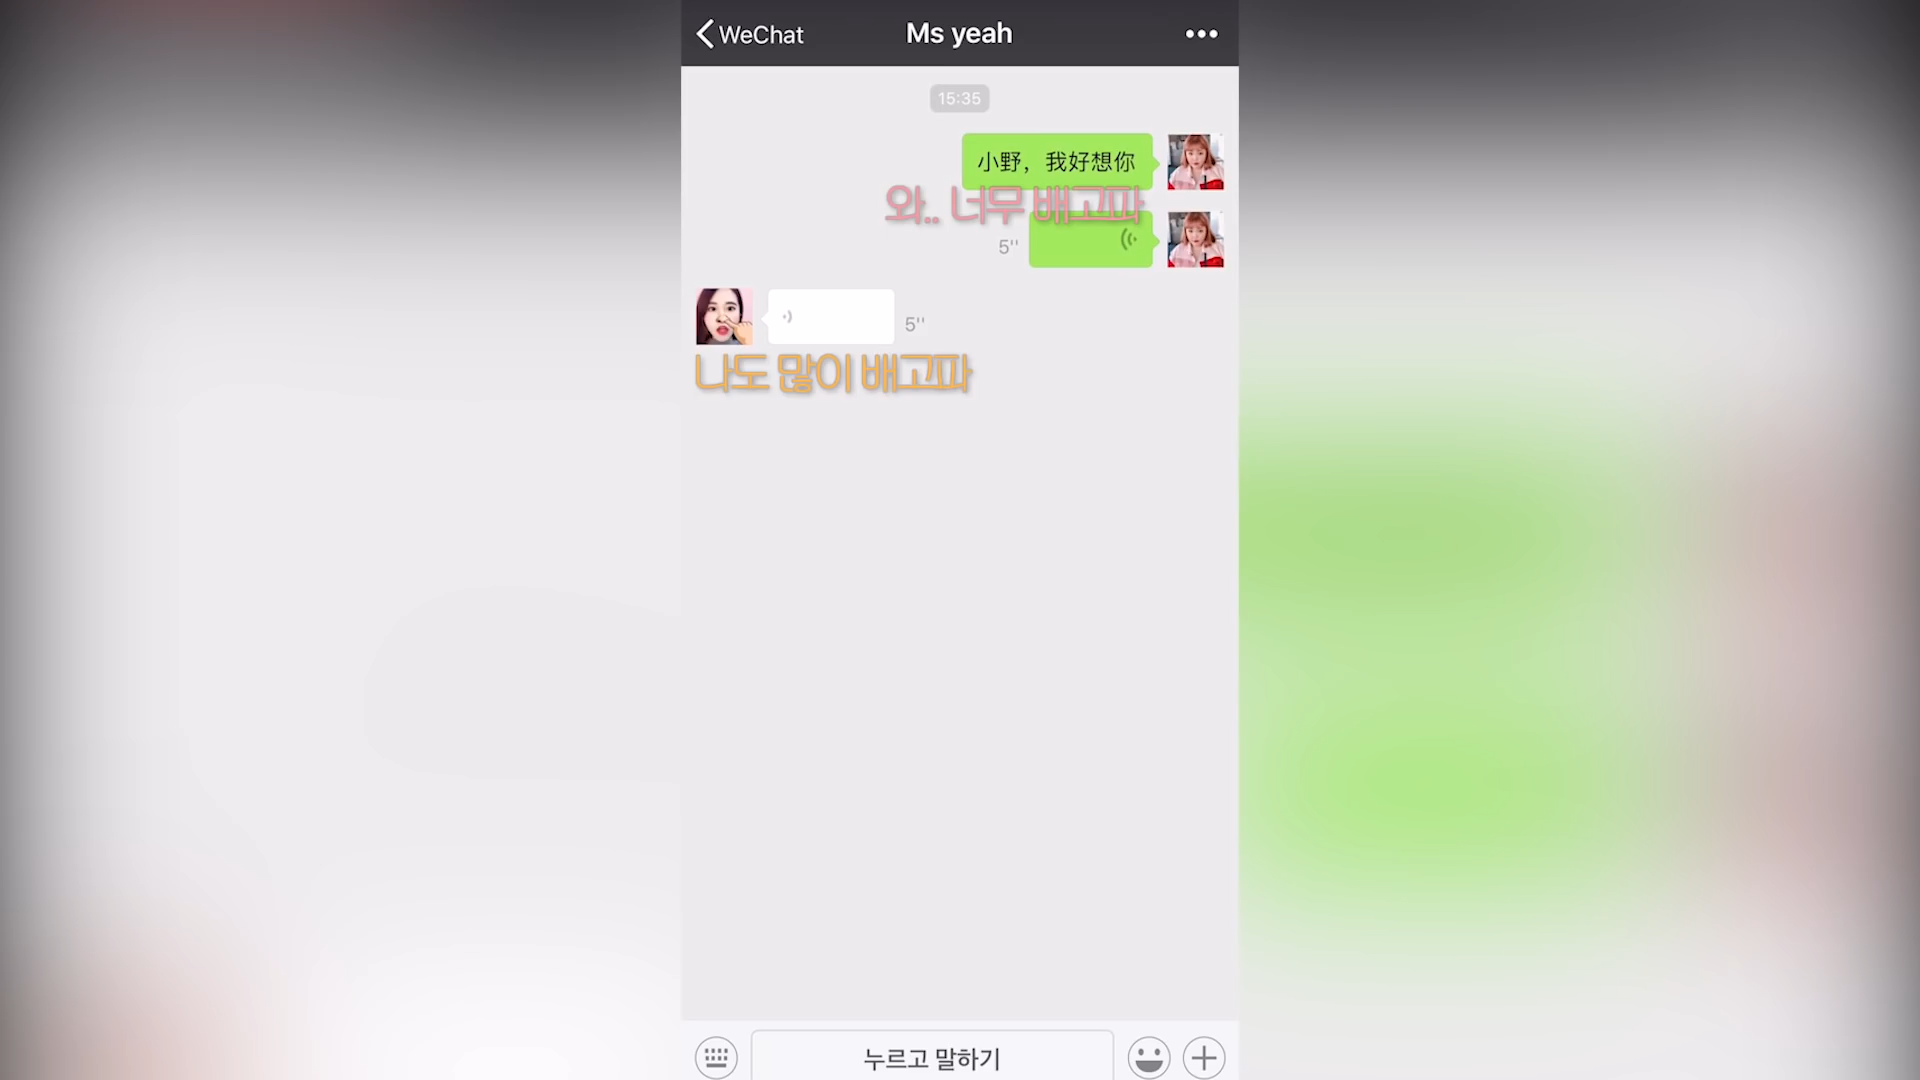 WeChat
Ms yeah
15:35
小野，我好想你
와.. 너무 배고파
5''
5''
나도 많이 배고파
누르고 말하기